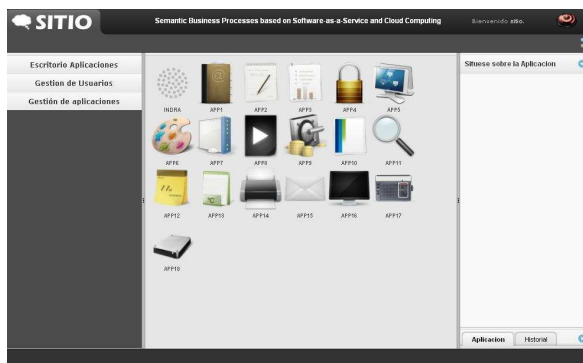 SITIO
Semantic Business Processes based on Software-as-a-Service and Cloud Computing
Bienvenido sitio.
Escritorio Aplicaciones
Gestion de Usuarios
Gestión de aplicaciones
INDRA APP1 APP2 APP3 APP4 APP5
APP6 APP7 APP8 APP9 APP10 APP11
APP12 APP13 APP14 APP15 APP16 APP17
APP18
Situese sobre la Aplicacion
Aplicacion Historial